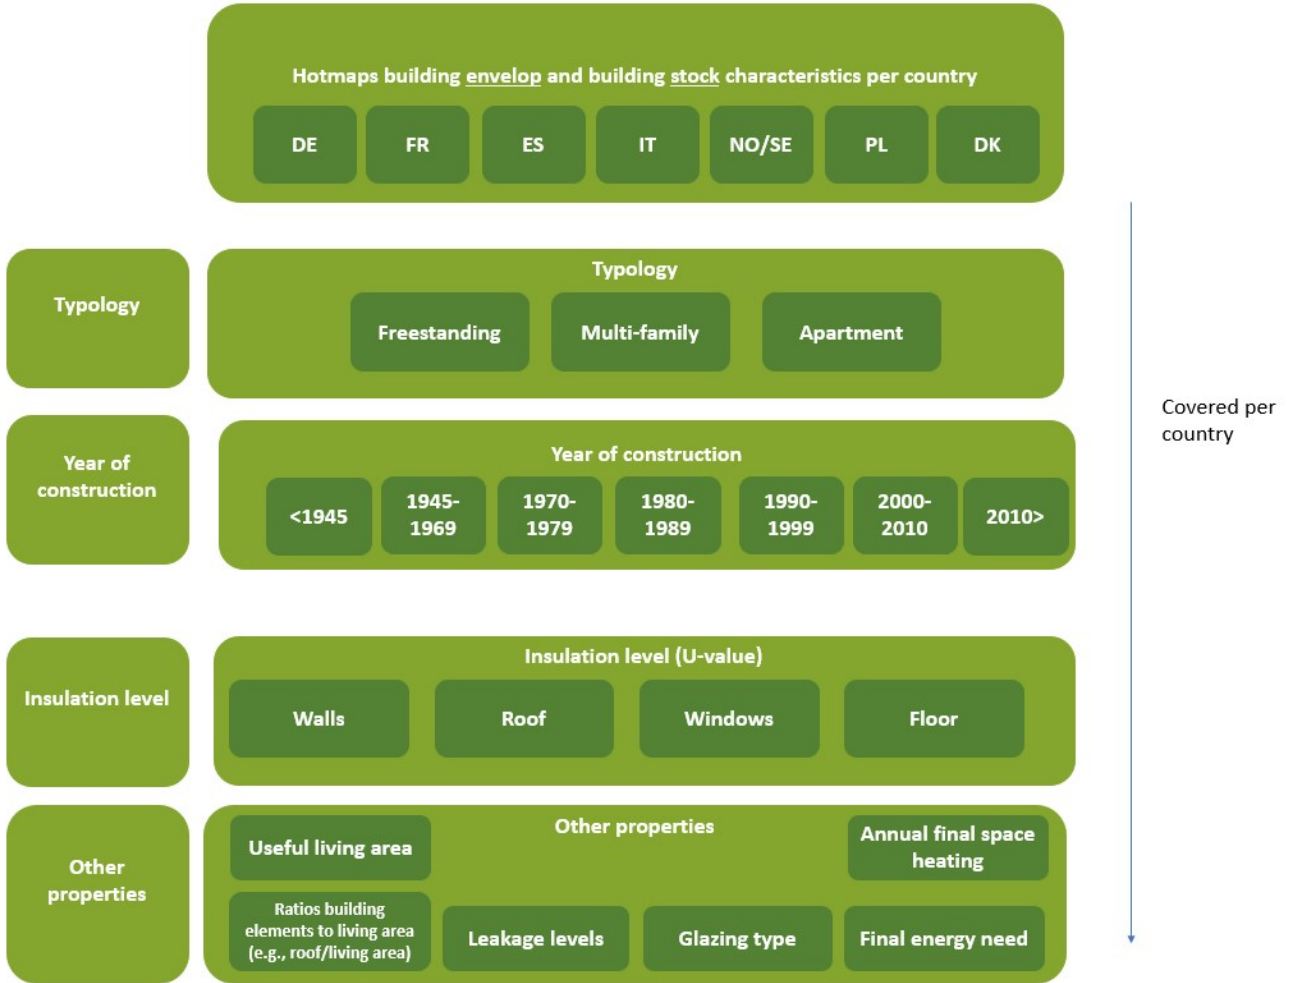 Hotmaps building envelop and building stock characteristics per country
DE
FR
ES
IT
NO/SE
PL
DK
Typology
Typology
Freestanding
Multi-family
Apartment
Covered per
country
Year of
construction
Year of construction
<1945
1945-
1969
1970-
1979
1980-
1989
1990-
1999
2000-
2010
2010>
Insulation level
Insulation level (U-value)
Walls
Roof
Windows
Floor
Other
properties
Other properties
Useful living area
Annual final space
heating
Ratios building
elements to living area
(e.g., roof/living area)
Leakage levels
Glazing type
Final energy need